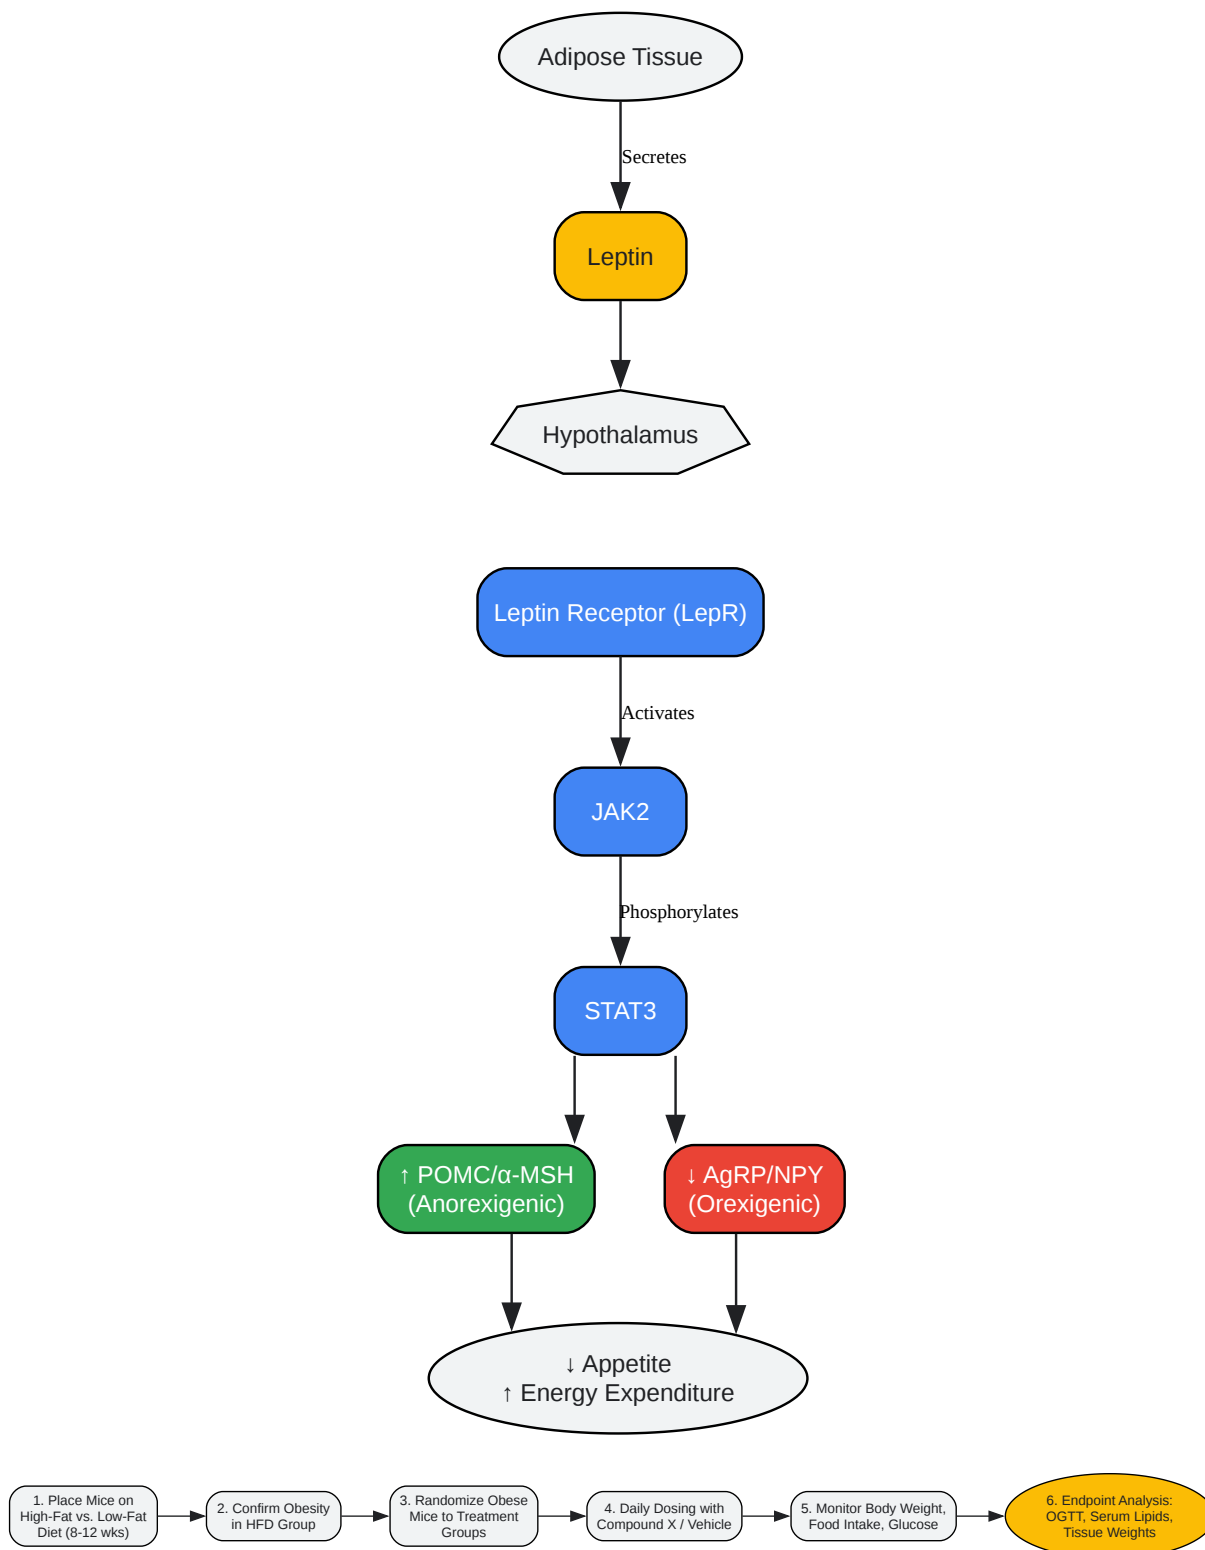 Adipose Tissue
Secretes
Leptin
Hypothalamus
Leptin Receptor (LepR)
Activates
JAK2
Phosphorylates
STAT3
↑ POMC/α-MSH
(Anorexigenic)
↓ AgRP/NPY
(Orexigenic)
↓ Appetite
↑ Energy Expenditure
1. Place Mice on
High-Fat vs. Low-Fat
Diet (8-12 wks)
2. Confirm Obesity
in HFD Group
3. Randomize Obese
Mice to Treatment
Groups
4. Daily Dosing with
Compound X / Vehicle
5. Monitor Body Weight,
Food Intake, Glucose
6. Endpoint Analysis:
OGTT, Serum Lipids,
Tissue Weights